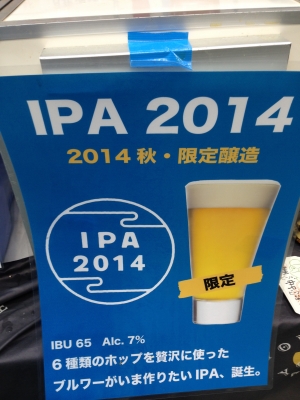 IPA 2014
2014 秋・限定醸造
IPA
2014
限定
IBU 65 Alc. 7%
6種類のホップを贅沢に使った
ブルワーがいま作りたいIPA、誕生。